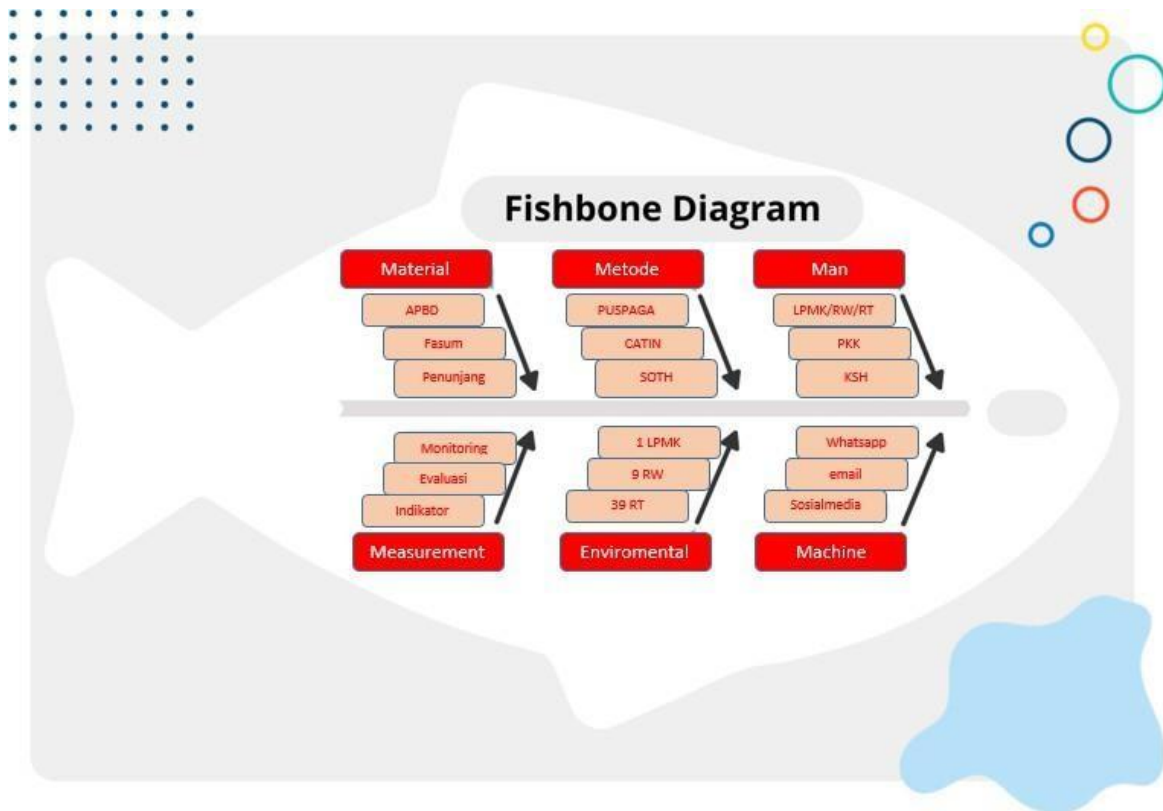 Fishbone Diagram
Material
Metode
Man
APBD
PUSPAGA
LPMK/RW/RT
Fasum
CATIN
PKK
Penunjang
SOTH
KSH
Monitoring
1 LPMK
Whatsapp
Evaluasi
9 RW
email
Indikator
39 RT
Sosialmedia
Measurement
Enviromental
Machine